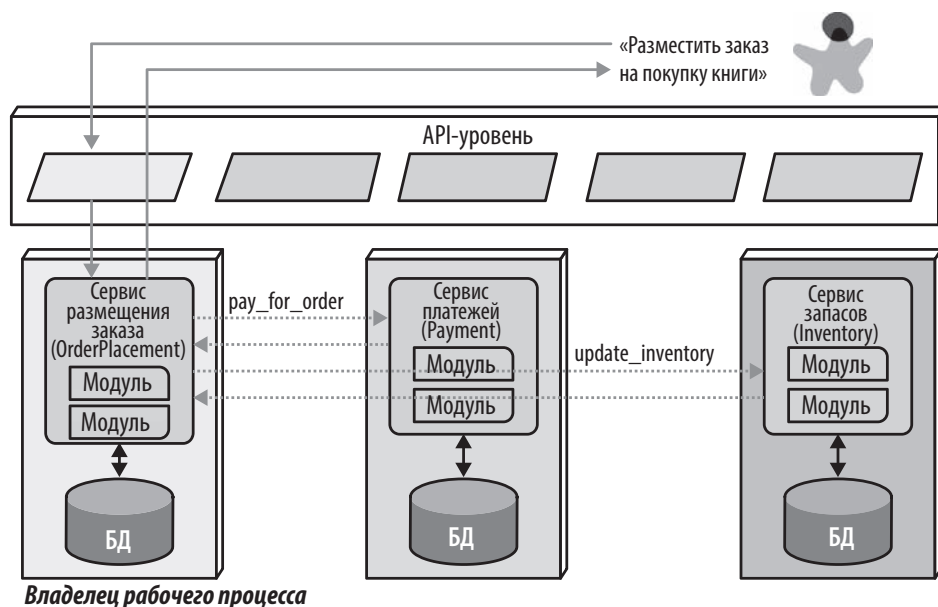 «Разместить заказ
на покупку книги»
API-уровень
Сервис
размещения
заказа
(OrderPlacement)
Модуль
Модуль
БД
pay_for_order
Сервис
платежей
(Payment)
Модуль
Модуль
БД
update_inventory
Сервис
запасов
(Inventory)
Модуль
Модуль
БД
Владелец рабочего процесса